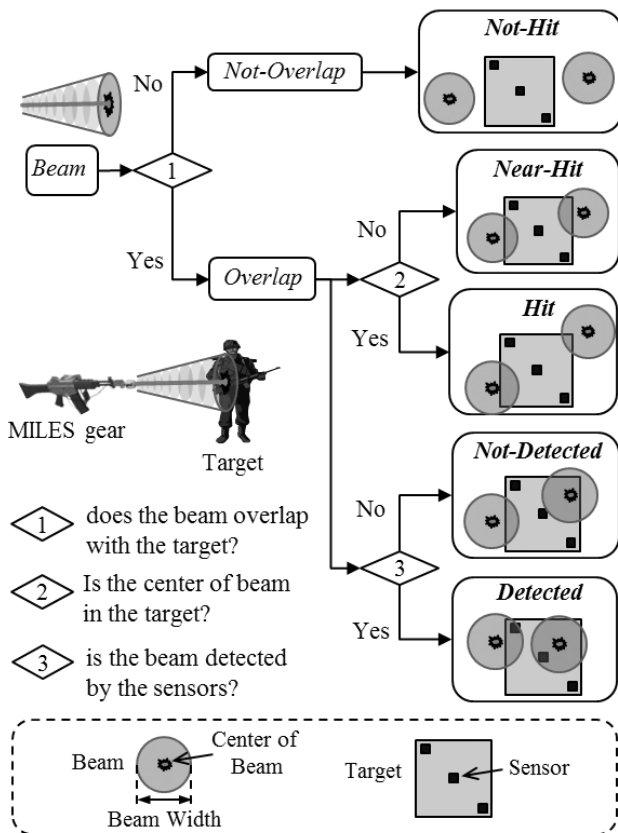 Not-Hit
No
Not-Overlap
Beam
1
Near-Hit
Yes
No
Overlap
2
Hit
Yes
MILES gear
Target
Not-Detected
No
3
Detected
Yes
1 does the beam overlap
with the target?
2 Is the center of beam
in the target?
3 is the beam detected
by the sensors?
Beam
Center of
Beam
Beam Width
Target
Sensor